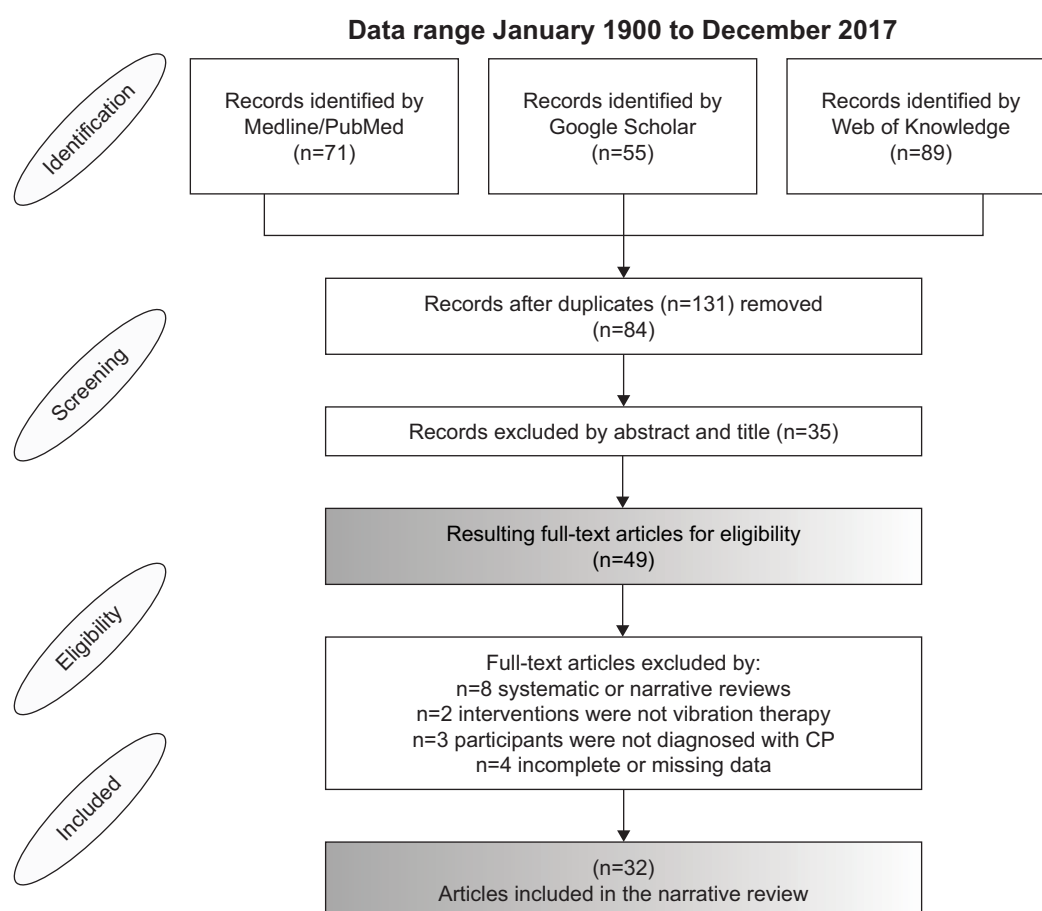 Data range January 1900 to December 2017
Identification
Records identified by
Medline/PubMed
(n=71)
Records identified by
Google Scholar
(n=55)
Records identified by
Web of Knowledge
(n=89)
Screening
Records after duplicates (n=131) removed
(n=84)
Records excluded by abstract and title (n=35)
Resulting full-text articles for eligibility
(n=49)
Eligibility
Full-text articles excluded by:
n=8 systematic or narrative reviews
n=2 interventions were not vibration therapy
n=3 participants were not diagnosed with CP
n=4 incomplete or missing data
Included
(n=32)
Articles included in the narrative review